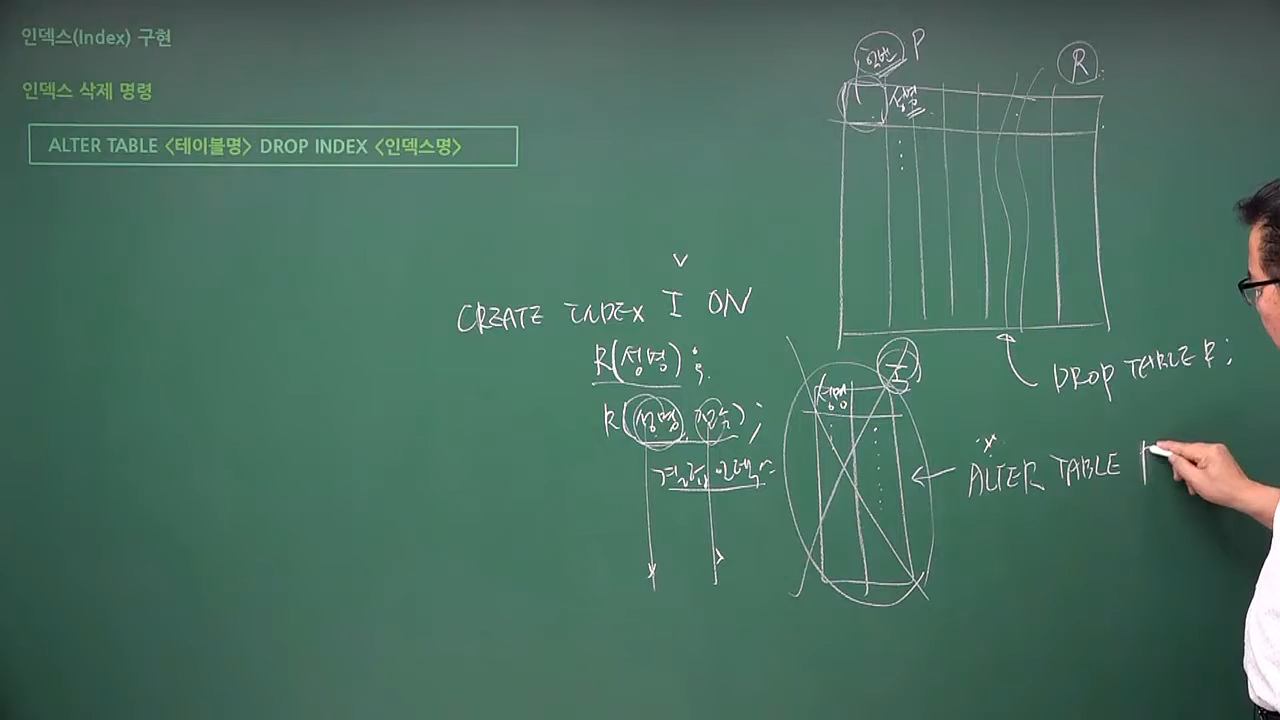 인덱스(Index) 구현
인덱스 삭제 명령
ALTER TABLE <테이블명> DROP INDEX <인덱스명>
학번 P
R
성명
CREATE INDEX I ON
R(성명);
R(성명, 점수);
결합 인덱스
성명
I
DROP TABLE R;
ALTER TABLE